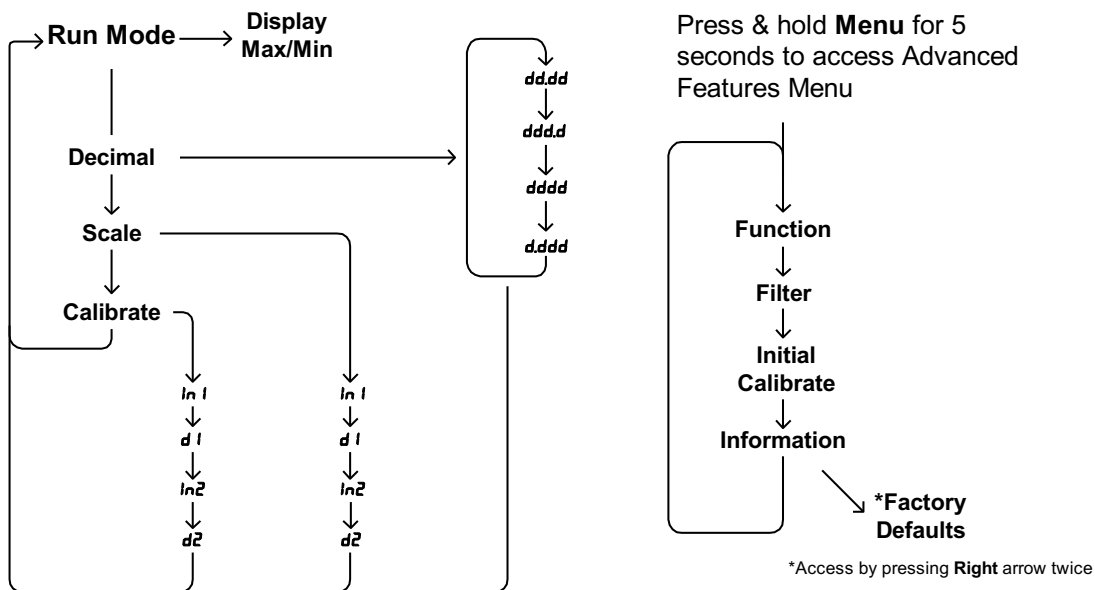 Run Mode
Display
Max/Min
Decimal
Scale
Calibrate
In 1
d 1
In2
d2
In 1
d 1
In2
d2
dd.dd
ddd.d
dddd
d.ddd
Press & hold Menu for 5
seconds to access Advanced
Features Menu
Function
Filter
Initial
Calibrate
Information
*Factory
Defaults
*Access by pressing Right arrow twice